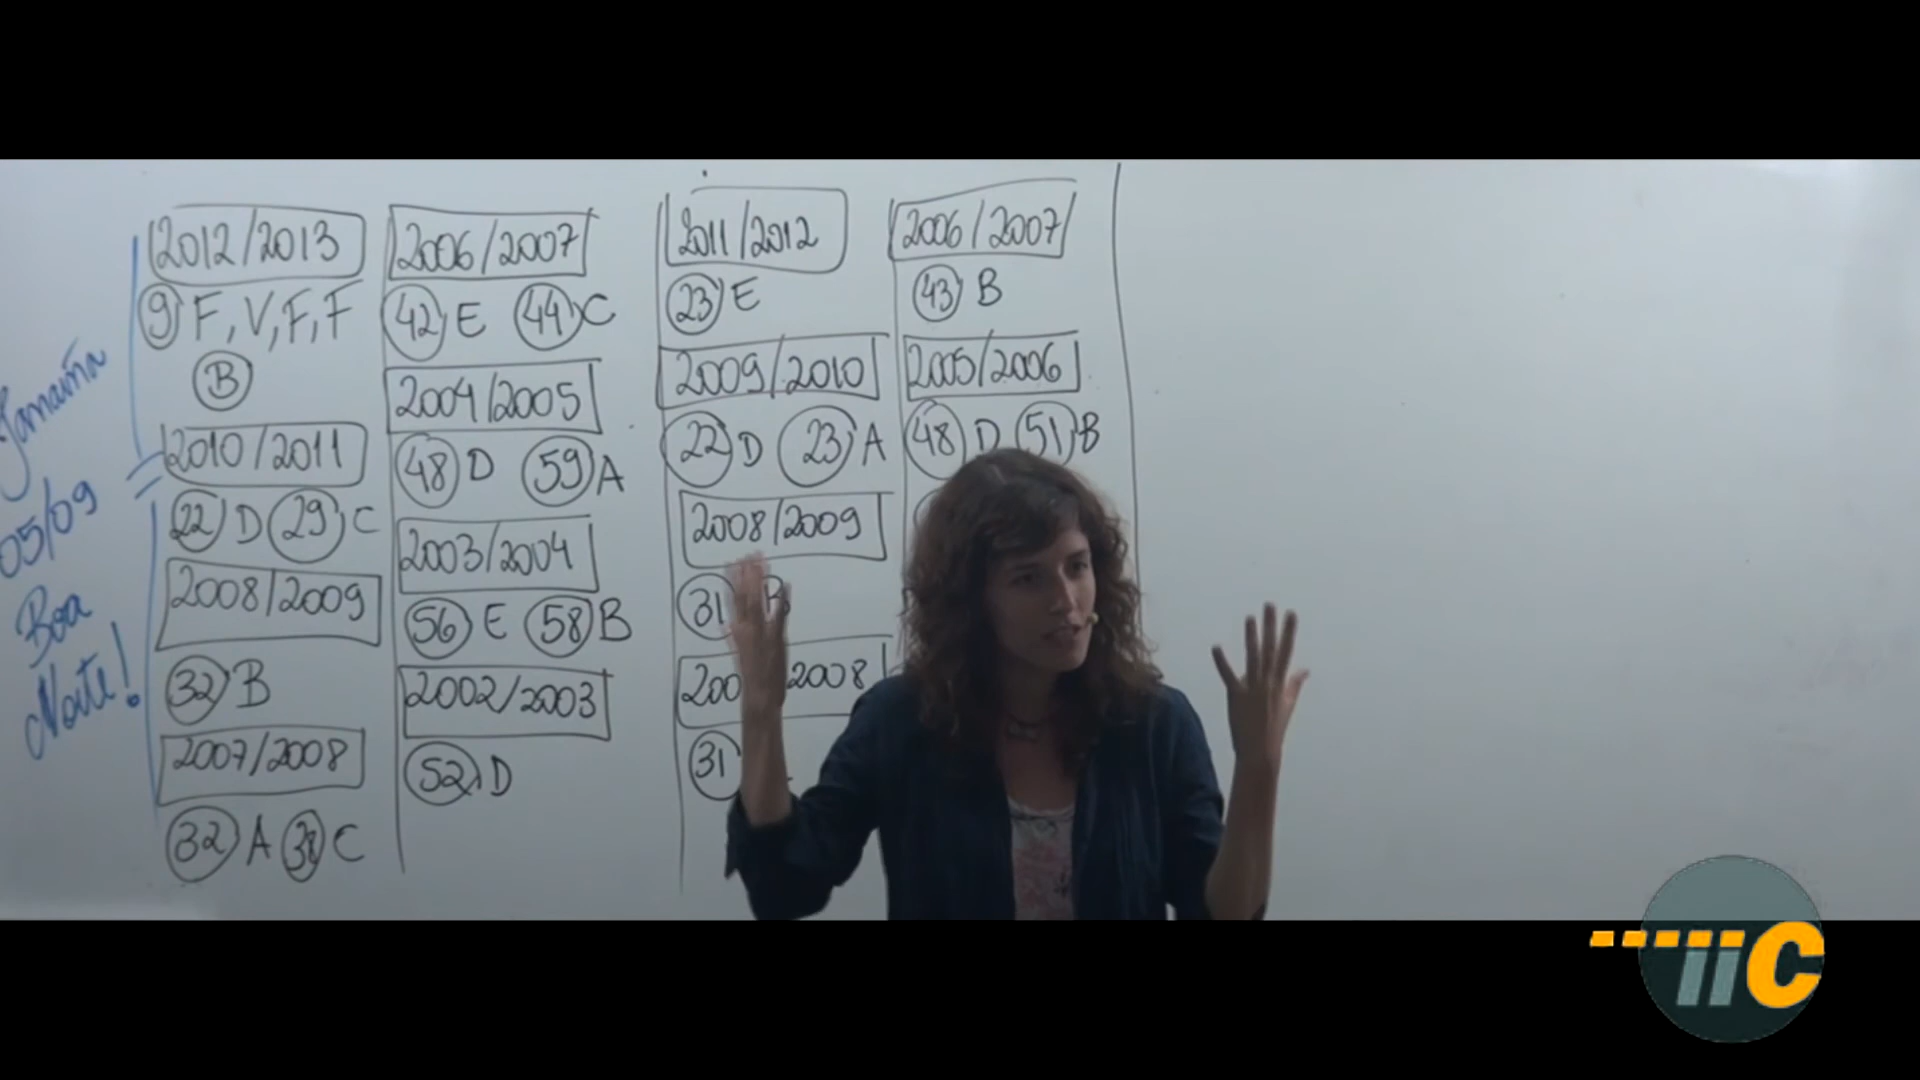 Janaína
05/09
Boa
Noite!
2012/2013
9 F, V, F, F
B
2010/2011
22 D 29 C
2008/2009
32 B
2007/2008
32 A 38 C
2006/2007
42 E 44 C
2004/2005
48 D 59 A
2003/2004
56 E 58 B
2002/2003
52 D
2011/2012
23 E
2009/2010
22 D 23 A
2008/2009
31 B
200 2008
31
2006/2007
43 B
2005/2006
48 D 51 B
iiC